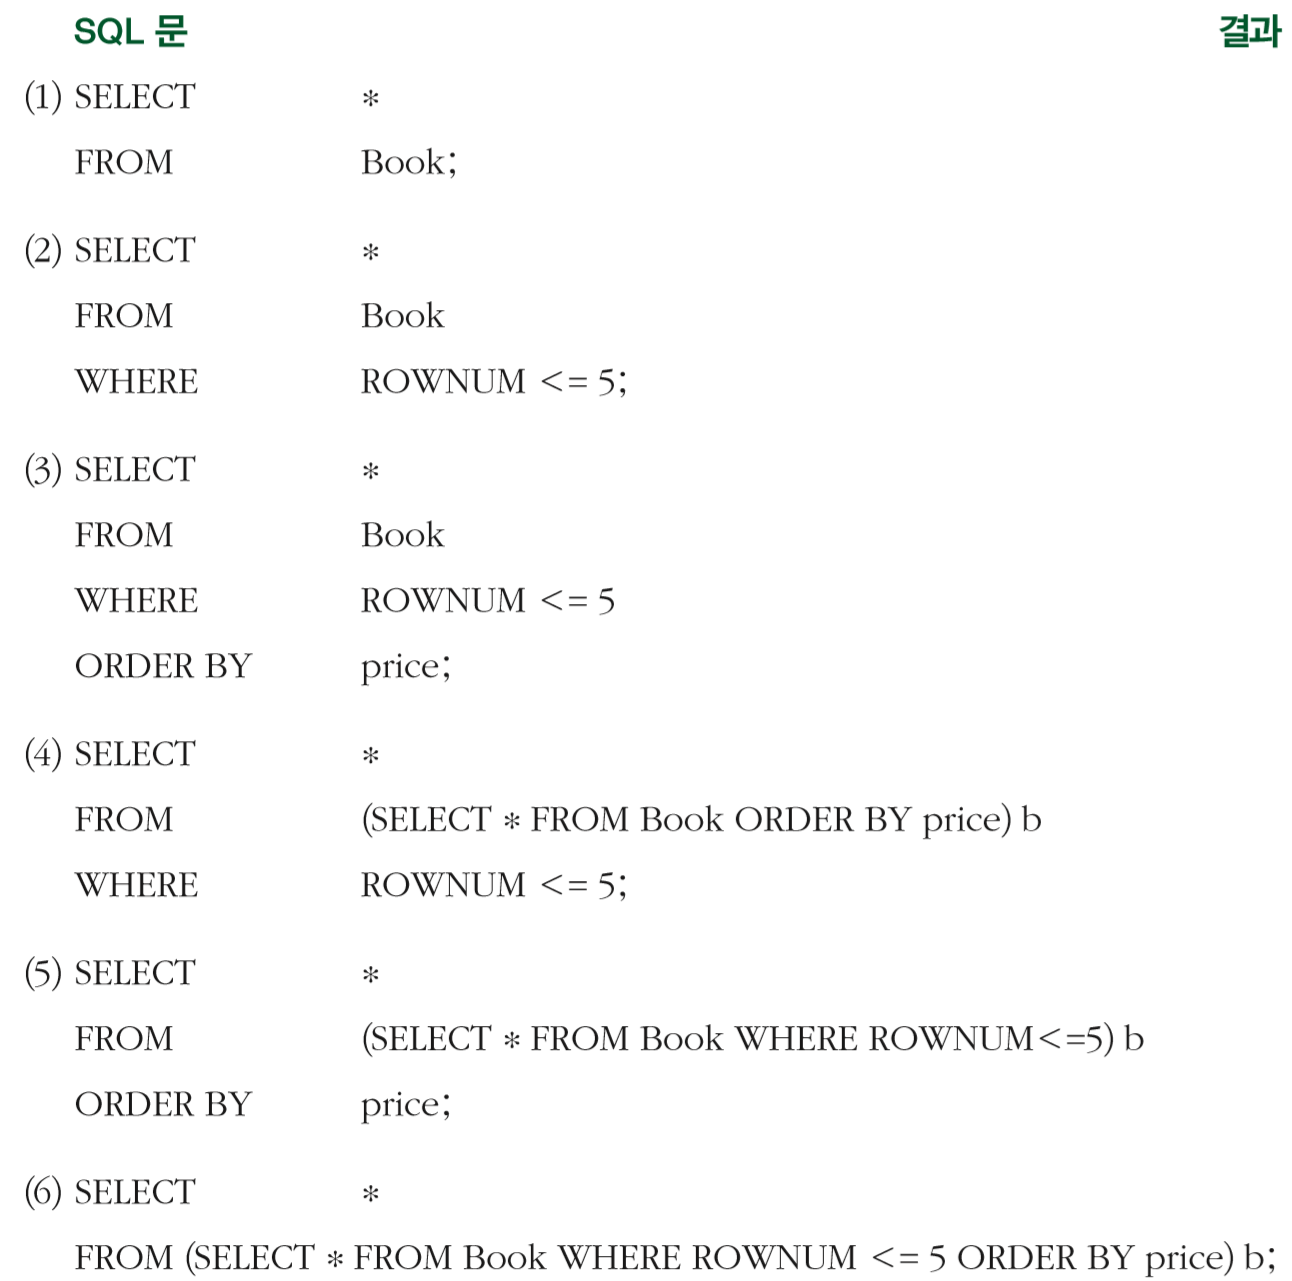 SQL 문 결과
(1) SELECT *
FROM Book;
(2) SELECT *
FROM Book
WHERE ROWNUM <= 5;
(3) SELECT *
FROM Book
WHERE ROWNUM <= 5
ORDER BY price;
(4) SELECT *
FROM (SELECT * FROM Book ORDER BY price) b
WHERE ROWNUM <= 5;
(5) SELECT *
FROM (SELECT * FROM Book WHERE ROWNUM<=5) b
ORDER BY price;
(6) SELECT *
FROM (SELECT * FROM Book WHERE ROWNUM <= 5 ORDER BY price) b;